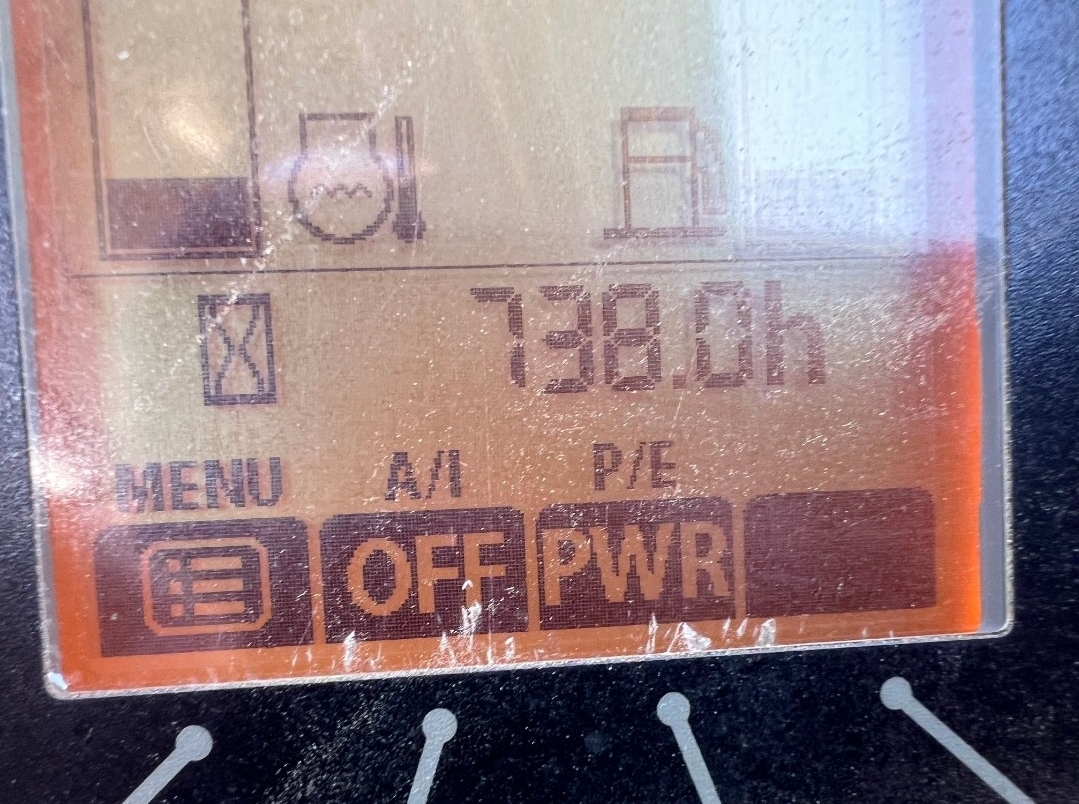 738.0h
MENU A/I P/E
OFF PWR